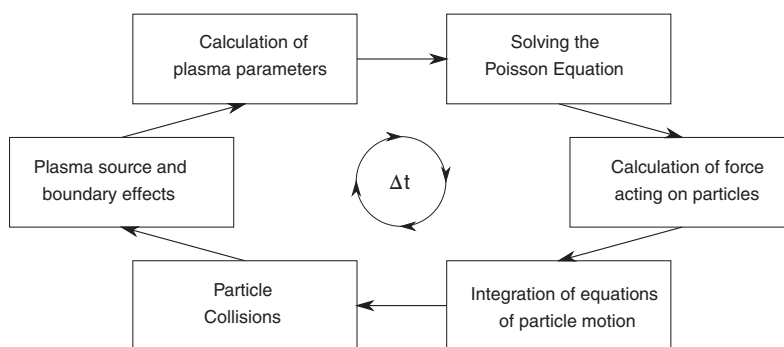 Calculation of
plasma parameters
Solving the
Poisson Equation
Plasma source and
boundary effects
Δt
Calculation of force
acting on particles
Particle
Collisions
Integration of equations
of particle motion